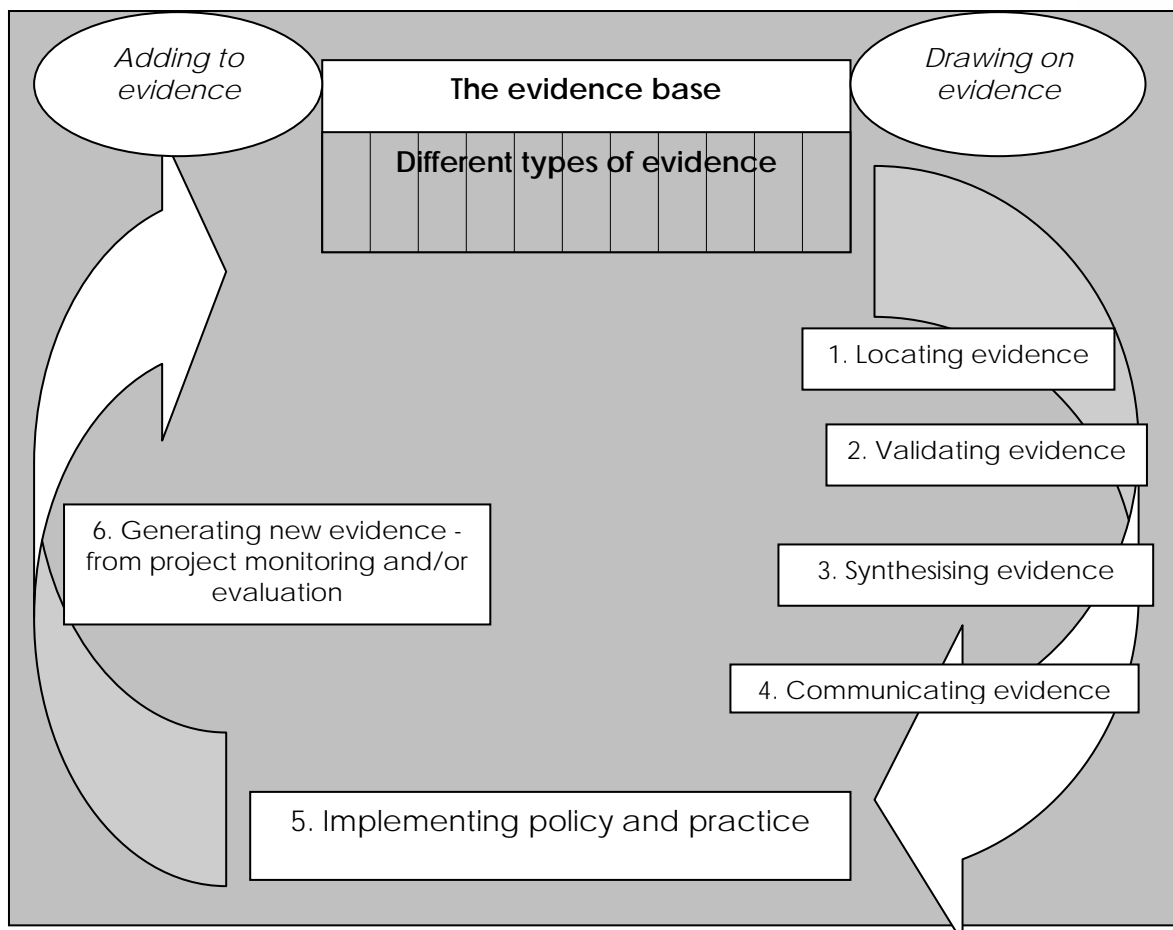 Adding to
evidence
The evidence base
Drawing on
evidence
Different types of evidence
1. Locating evidence
2. Validating evidence
3. Synthesising evidence
4. Communicating evidence
5. Implementing policy and practice
6. Generating new evidence -
from project monitoring and/or
evaluation